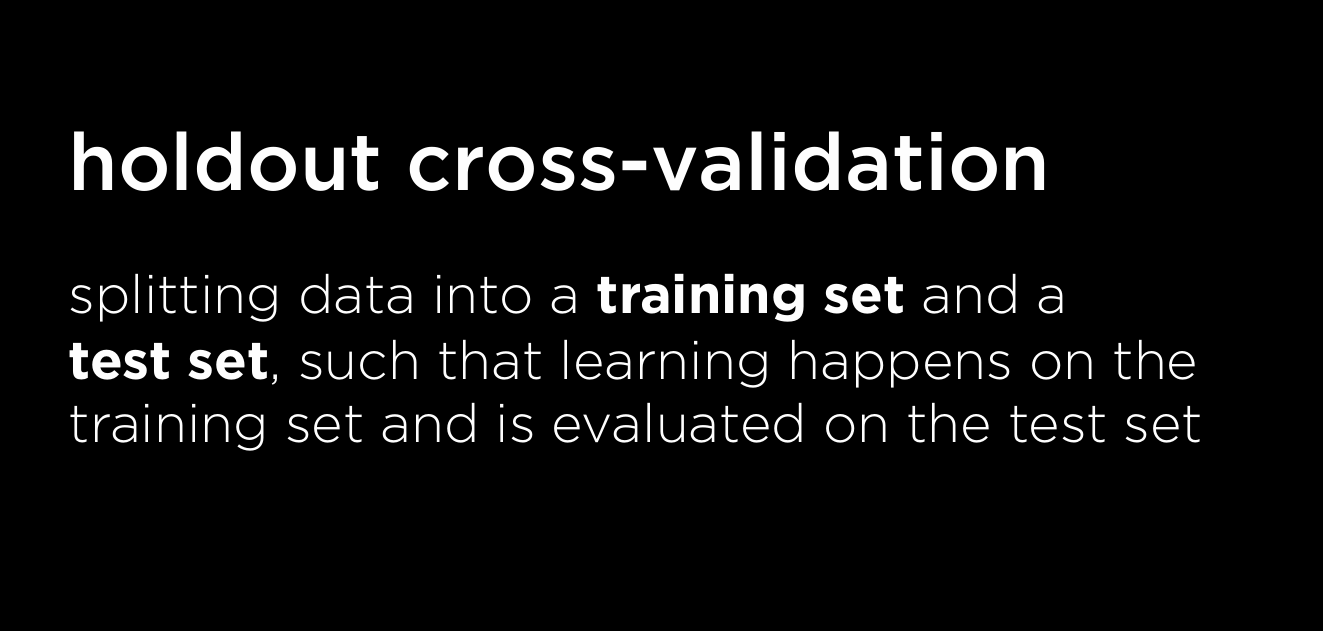 holdout cross-validation
splitting data into a training set and a
test set, such that learning happens on the
training set and is evaluated on the test set